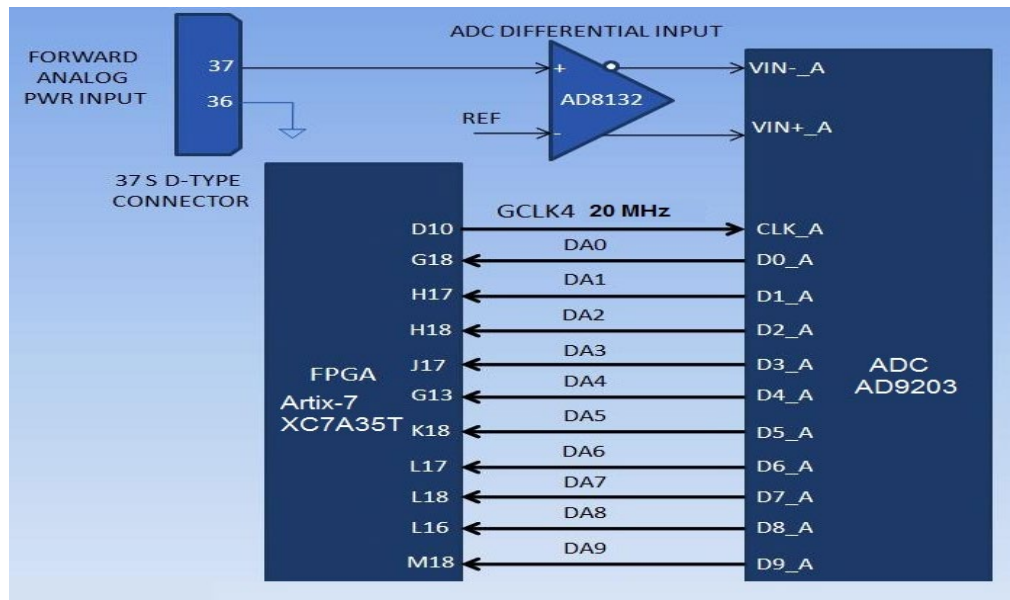 ADC DIFFERENTIAL INPUT
FORWARD
ANALOG
PWR INPUT
37
36
37 S D-TYPE
CONNECTOR
+
AD8132
REF
-
VIN-_A
VIN+_A
GCLK4 20 MHz
D10
CLK_A
DA0
G18
D0_A
DA1
H17
D1_A
DA2
H18
D2_A
DA3
J17
D3_A
DA4
G13
D4_A
DA5
K18
D5_A
DA6
L17
D6_A
DA7
L18
D7_A
DA8
L16
D8_A
DA9
M18
D9_A
FPGA
Artix-7
XC7A35T
ADC
AD9203